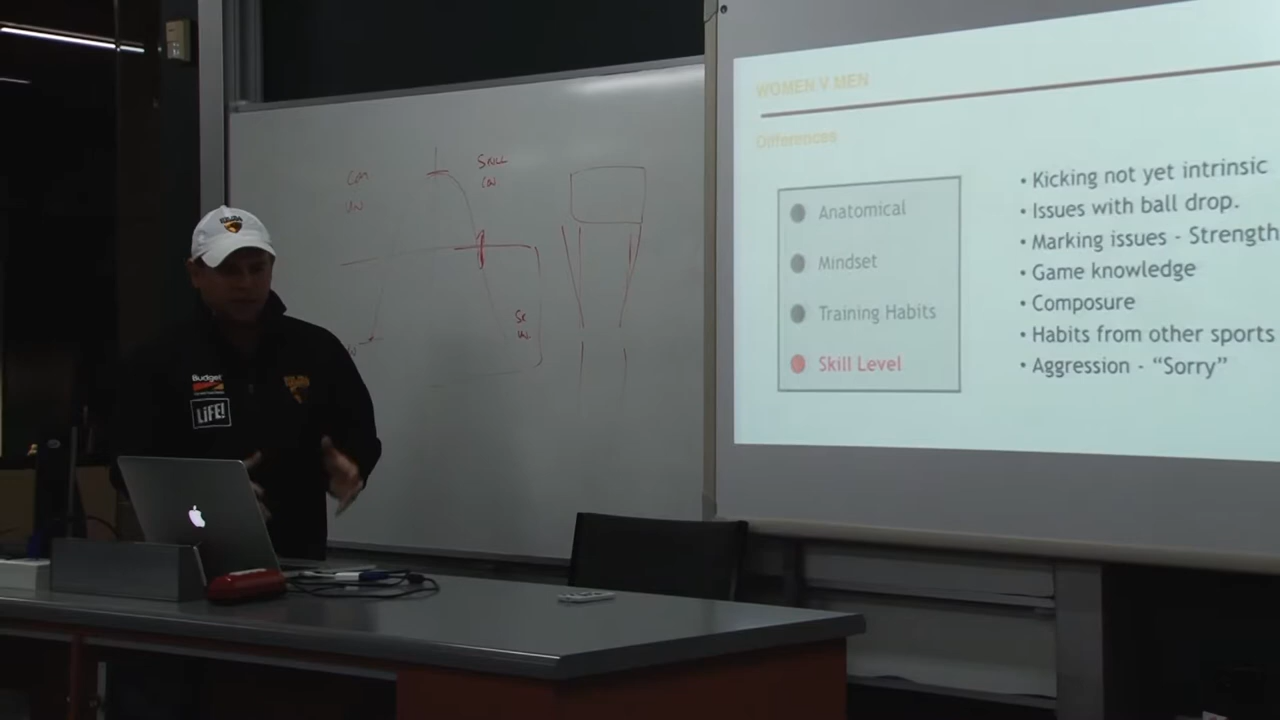 WOMEN V MEN
Differences
Anatomical
Mindset
Training Habits
Skill Level
• Kicking not yet intrinsic
• Issues with ball drop.
• Marking issues - Strength
• Game knowledge
• Composure
• Habits from other sports
• Aggression - “Sorry”
SKILL
Budget
LiFE!